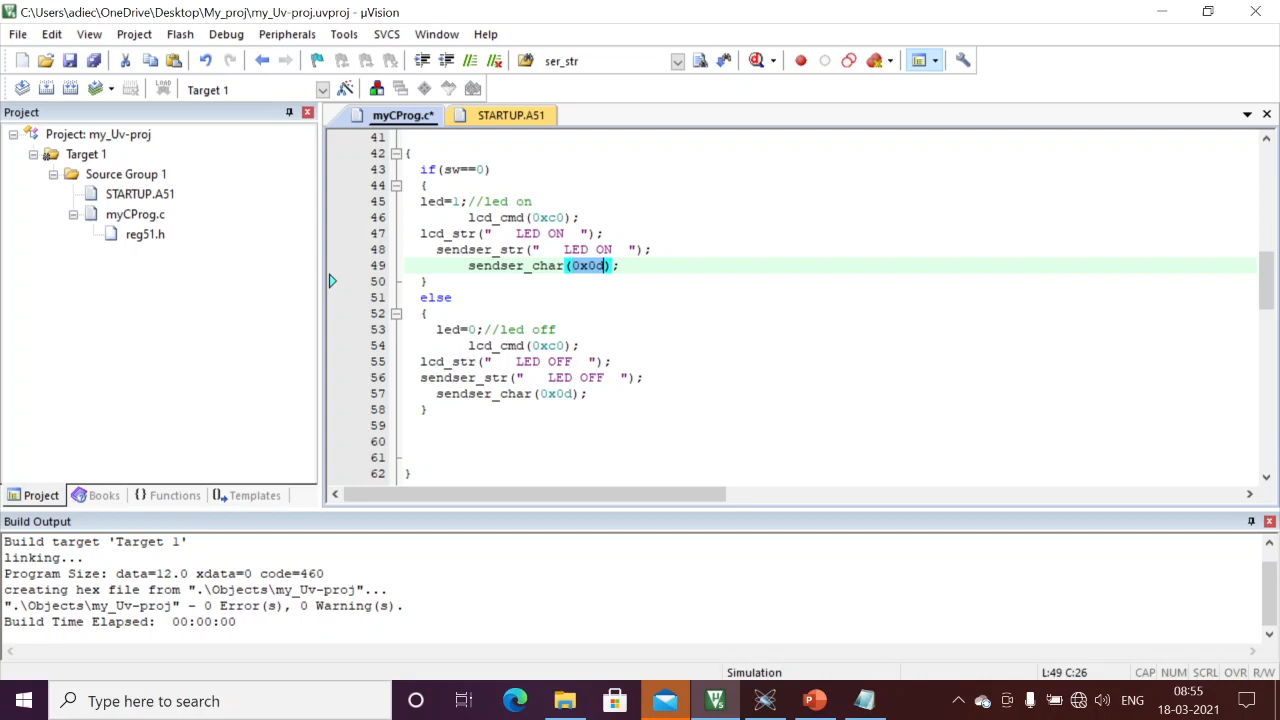 C:\Users\adiec\OneDrive\Desktop\My_proj\my_Uv-proj.uvproj - µVision
File Edit View Project Flash Debug Peripherals Tools SVCS Window Help
ser_str
LOAD Target 1
Project
myCProg.c* STARTUP.A51
Project: my_Uv-proj
Target 1
Source Group 1
STARTUP.A51
myCProg.c
reg51.h
41
42 {
43 if(sw==0)
44 {
45 led=1;//led on
46 lcd_cmd(0xc0);
47 lcd_str("   LED ON  ");
48 sendser_str("   LED ON  ");
49 sendser_char(0x0d);
50 }
51 else
52 {
53 led=0;//led off
54 lcd_cmd(0xc0);
55 lcd_str("   LED OFF  ");
56 sendser_str("   LED OFF  ");
57 sendser_char(0x0d);
58 }
59
60
61
62 }
Project Books {} Functions Templates
Build Output
Build target 'Target 1'
linking...
Program Size: data=12.0 xdata=0 code=460
creating hex file from ".\Objects\my_Uv-proj"...
".\Objects\my_Uv-proj" - 0 Error(s), 0 Warning(s).
Build Time Elapsed:  00:00:00
Simulation L:49 C:26 CAP NUM SCRL OVR R/W
Type here to search
ENG
08:55
18-03-2021